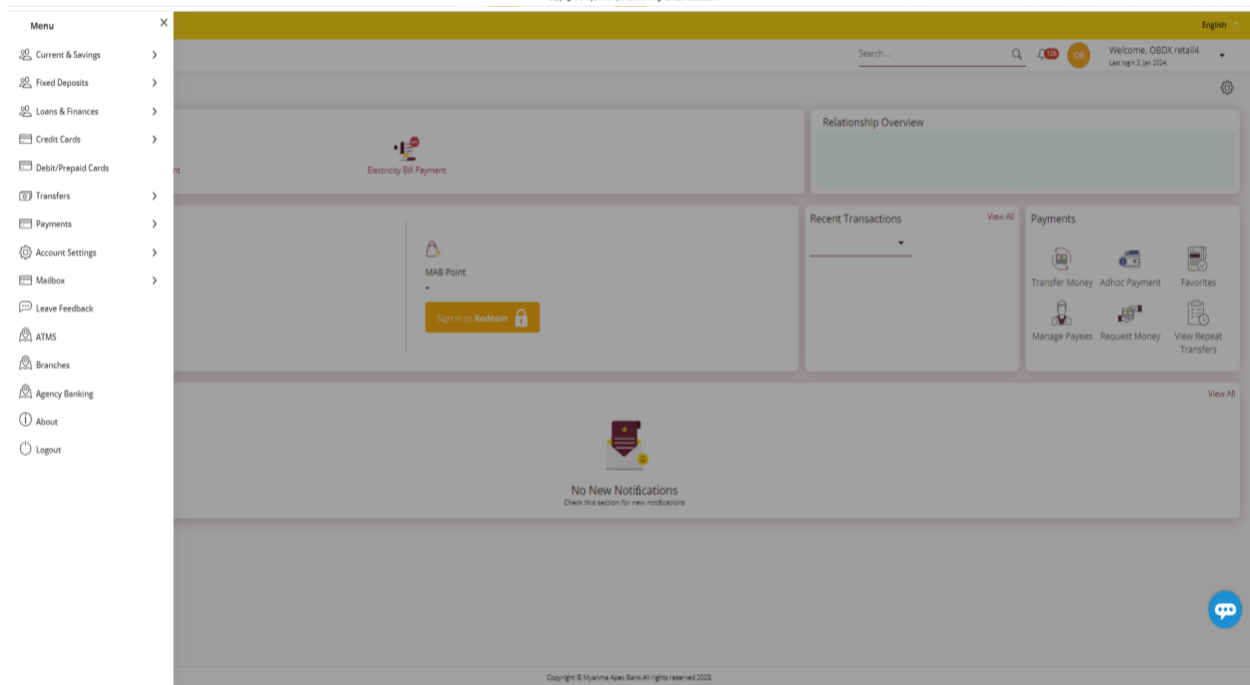 Menu
English
Current & Savings
Fixed Deposits
Loans & Finances
Credit Cards
Debit/Prepaid Cards
Transfers
Payments
Account Settings
Mailbox
Leave Feedback
ATMS
Branches
Agency Banking
About
Logout
Search ...
126
OR
Welcome, OBDX retail4
Last login 3, Jan 2024,
nt
Electricity Bill Payment
Relationship Overview
MAB Point
-
Sign in to Redeem
Recent Transactions
View All
Payments
Transfer Money
Adhoc Payment
Favorites
Manage Payees
Request Money
View Repeat
Transfers
View All
No New Notifications
Check this section for new notifications
Copyright © Myanma Apex Bank.All rights reserved 2023.